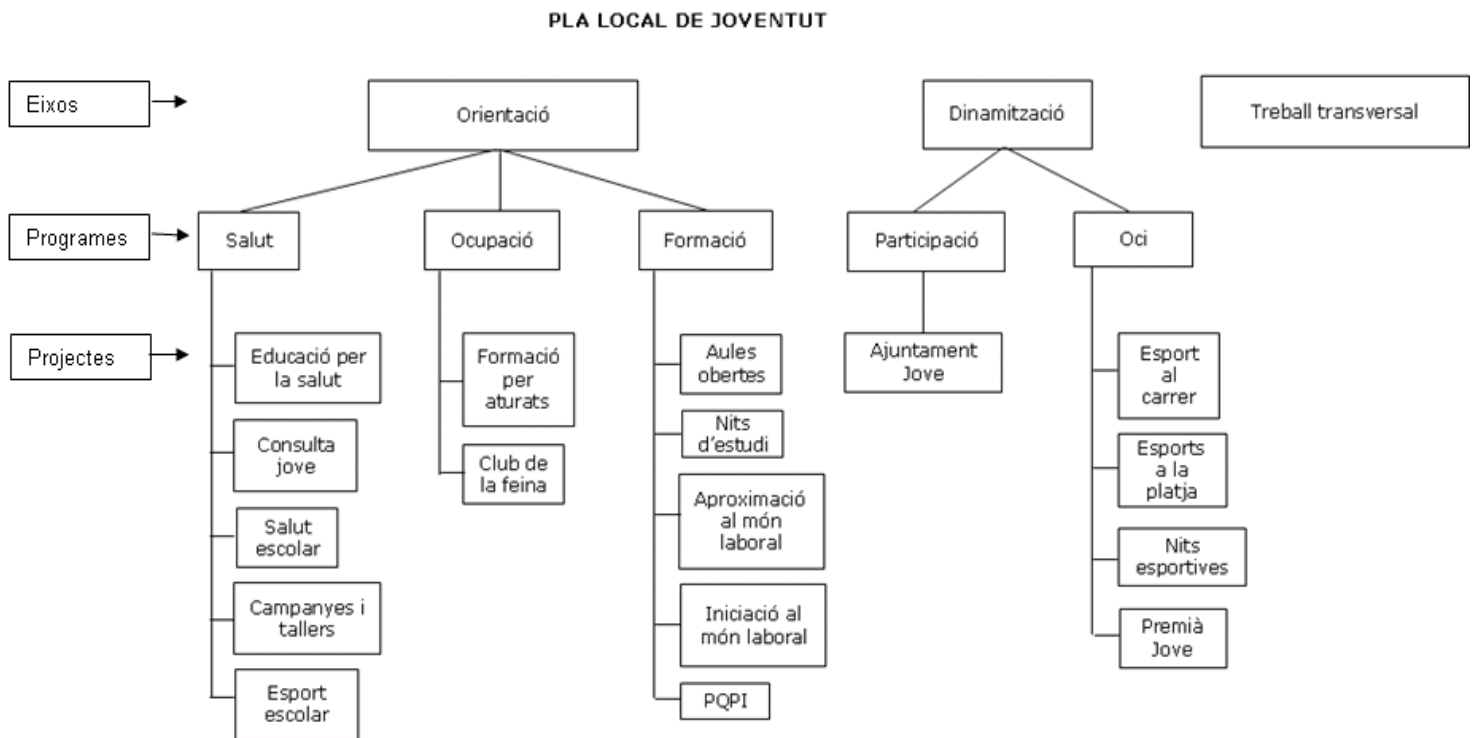 PLA LOCAL DE JOVENTUT
Eixos
Orientació
Dinamització
Treball transversal
Programes
Salut
Ocupació
Formació
Participació
Oci
Projectes
Educació per
la salut
Consulta
jove
Salut
escolar
Campanyes i
tallers
Esport
escolar
Formació
per
aturats
Club de
la feina
Aules
obertes
Nits
d'estudi
Aproximació
al món
laboral
Iniciació al
món laboral
PQPI
Ajuntament
Jove
Esport
al
carrer
Esports
a la
platja
Nits
esportives
Premià
Jove